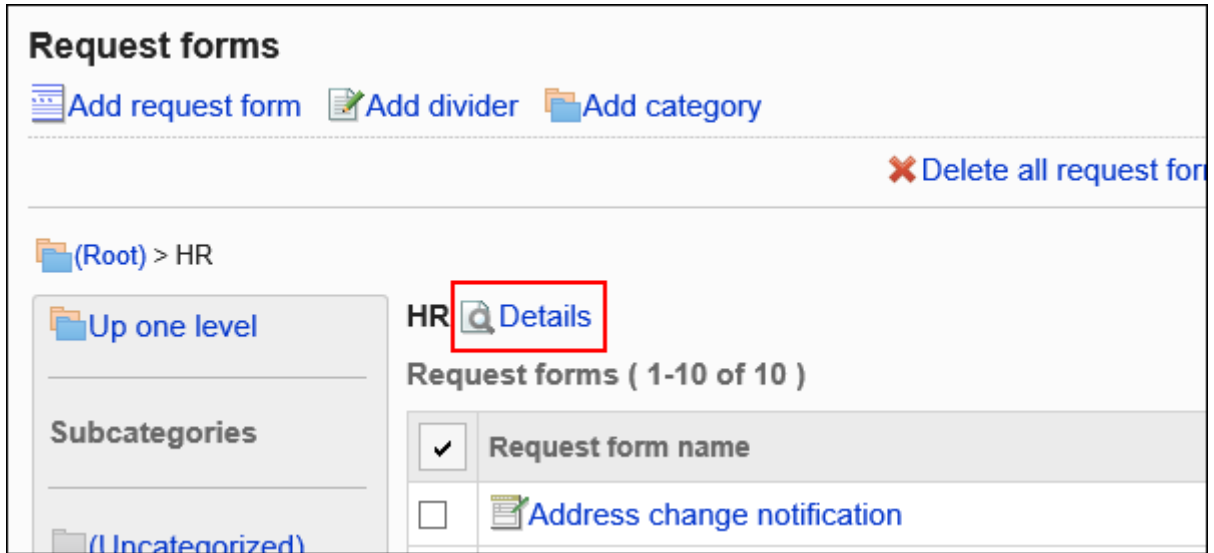 Request forms
Add request form Add divider Add category
Delete all request for
(Root) > HR
Up one level
HR Details
Request forms ( 1-10 of 10 )
Subcategories
Request form name
Address change notification
(Uncategorized)